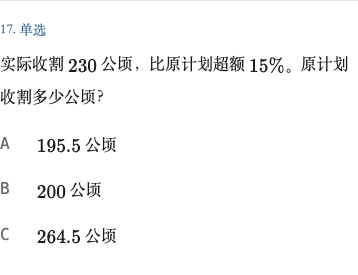 17. 单选
实际收割 230 公顷，比原计划超额 15%。原计划
收割多少公顷？
A 195.5 公顷
B 200 公顷
C 264.5 公顷